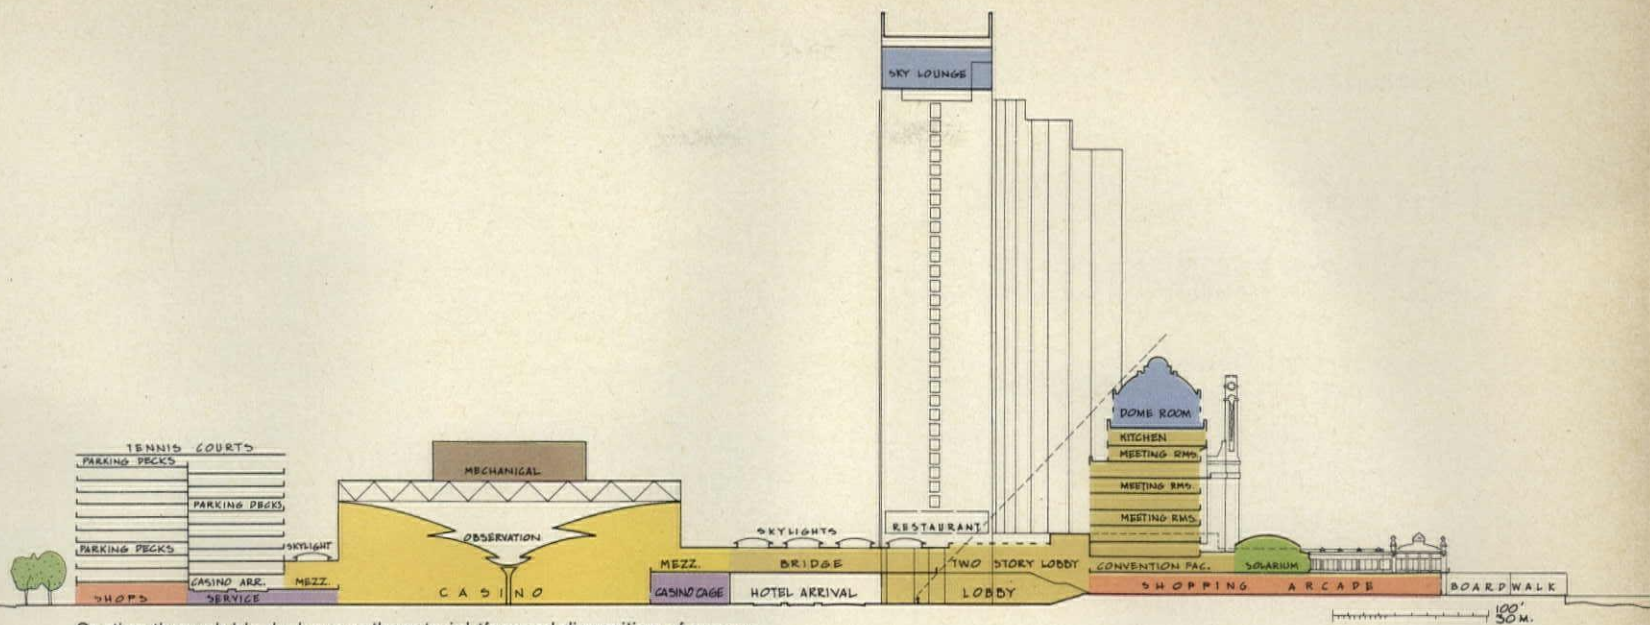 SKY LOUNGE
DOME ROOM
KITCHEN
MEETING RMS.
MEETING RMS.
MEETING RMS.
TENNIS COURTS
PARKING DECKS
PARKING DECKS
PARKING DECKS
MECHANICAL
OBSERVATION
SKYLIGHT
SKYLIGHTS
RESTAURANT
CASINO ARR.
MEZZ.
SHOPS
SERVICE
CASINO
MEZZ.
BRIDGE
TWO STORY LOBBY
CONVENTION FAC.
SOLARIUM
CASINO CAGE
HOTEL ARRIVAL
LOBBY
SHOPPING ARCADE
BOARDWALK
100'
30 M.